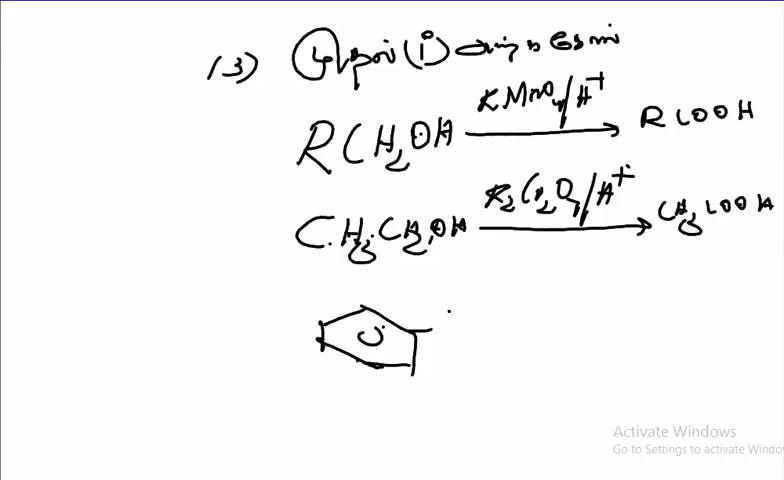 (3)
RCH₂OH KMnO₄/H⁺ RCOOH
CH₃CH₂OH K₂Cr₂O₇/H⁺ CH₃COOH
Activate Windows
Go to Settings to activate Windo